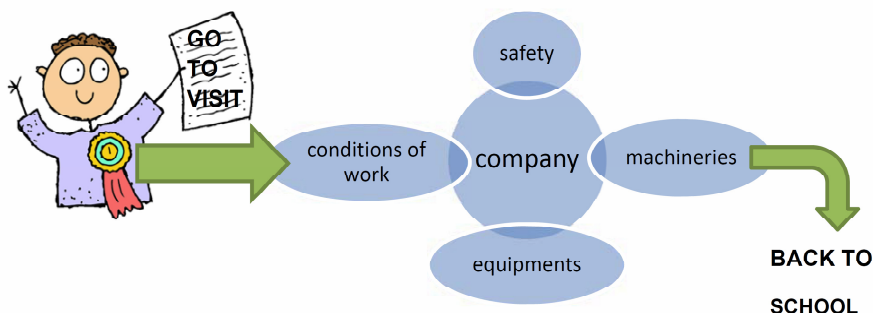 GO
TO
VISIT
safety
conditions of
work
company
machineries
equipments
BACK TO
SCHOOL